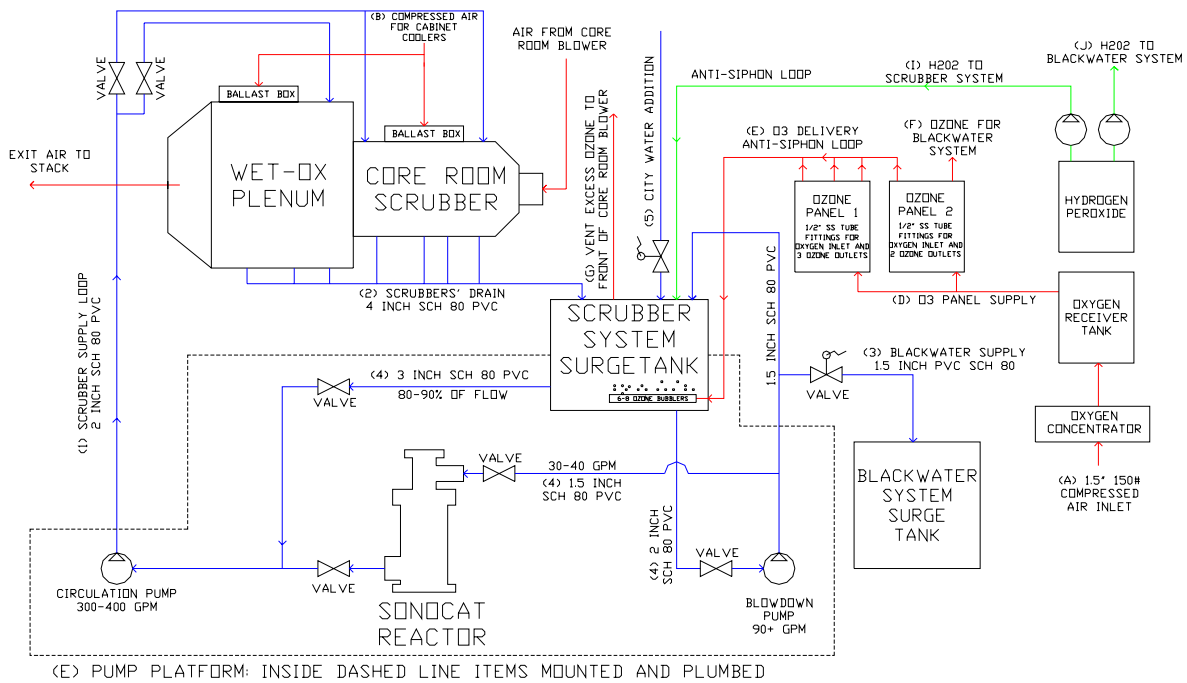 (B) COMPRESSED AIR
FOR CABINET
COOLERS
AIR FROM CORE
ROOM BLOWER
VALVE
VALVE
BALLAST BOX
BALLAST BOX
EXIT AIR TO
STACK
WET-OX
PLENUM
CORE ROOM
SCRUBBER
(G) VENT EXCESS OZONE TO
FRONT OF CORE ROOM BLOWER
(5) CITY WATER ADDITION
ANTI-SIPHON LOOP
(I) H202 TO
SCRUBBER SYSTEM
(J) H202 TO
BLACKWATER SYSTEM
(E) O3 DELIVERY
ANTI-SIPHON LOOP
(F) OZONE FOR
BLACKWATER
SYSTEM
OZONE
PANEL 1
1/2" SS TUBE
FITTINGS FOR
OXYGEN INLET AND
3 OZONE OUTLETS
OZONE
PANEL 2
1/2" SS TUBE
FITTINGS FOR
OXYGEN INLET AND
2 OZONE OUTLETS
HYDROGEN
PEROXIDE
(D) O3 PANEL SUPPLY
OXYGEN
RECEIVER
TANK
(1) SCRUBBER SUPPLY LOOP
2 INCH SCH 80 PVC
(2) SCRUBBERS' DRAIN
4 INCH SCH 80 PVC
SCRUBBER
SYSTEM
SURGETANK
6-8 OZONE BUBBLERS
1.5 INCH SCH 80 PVC
(3) BLACKWATER SUPPLY
1.5 INCH PVC SCH 80
VALVE
(4) 3 INCH SCH 80 PVC
80-90% OF FLOW
VALVE
OXYGEN
CONCENTRATOR
(A) 1.5" 150#
COMPRESSED
AIR INLET
VALVE
30-40 GPM
(4) 1.5 INCH
SCH 80 PVC
BLACKWATER
SYSTEM
SURGE
TANK
(4) 2 INCH
SCH 80 PVC
VALVE
VALVE
CIRCULATION PUMP
300-400 GPM
SONOCAT
REACTOR
BLOWDOWN
PUMP
90+ GPM
(E) PUMP PLATFORM: INSIDE DASHED LINE ITEMS MOUNTED AND PLUMBED